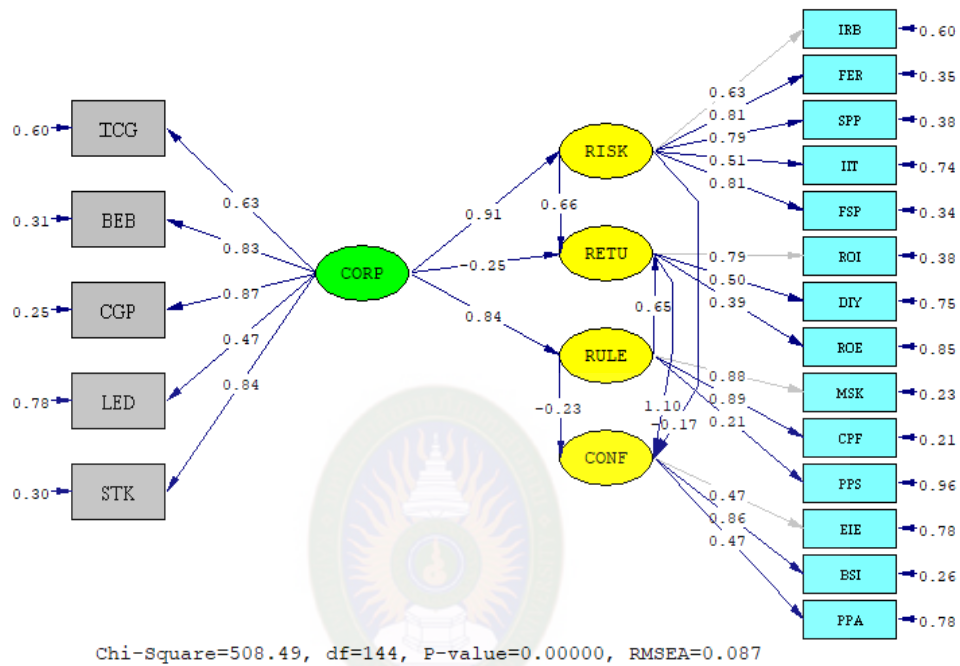 IRB
0.60
FER
0.35
SPP
0.38
IIT
0.74
FSP
0.34
ROI
0.38
DIY
0.75
ROE
0.85
MSK
0.23
CPF
0.21
PPS
0.96
EIE
0.78
BSI
0.26
PPA
0.78
0.60
TCG
0.31
BEB
0.25
CGP
0.78
LED
0.30
STK
0.63
0.83
0.87
0.47
0.84
CORP
0.91
-0.25
0.84
RISK
0.66
RETU
0.65
RULE
-0.23
CONF
1.10
-0.17
0.63
0.81
0.79
0.51
0.81
0.79
0.50
0.39
0.88
0.89
0.21
0.47
0.86
0.47
Chi-Square=508.49, df=144, P-value=0.00000, RMSEA=0.087